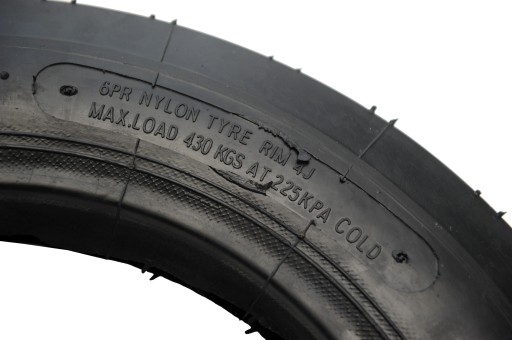 6PR NYLON TYRE RIM 4J
MAX.LOAD 430 KGS AT 225KPA COLD